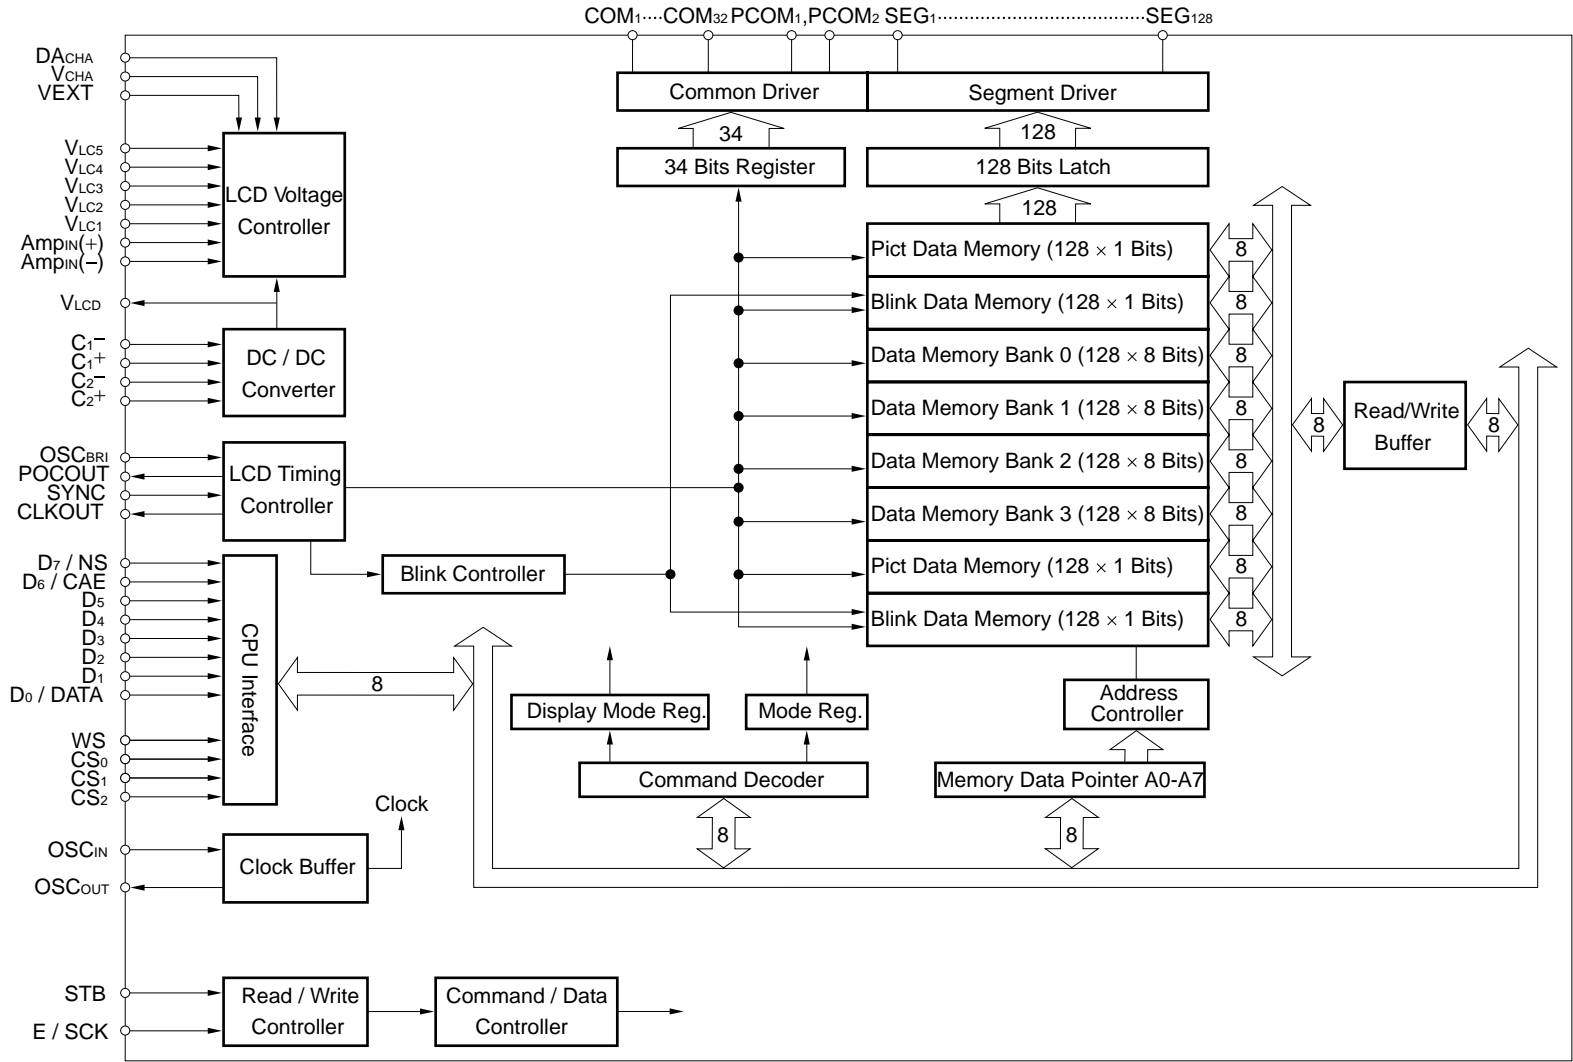 COM1····COM32 PCOM1,PCOM2 SEG1······································SEG128
DACHA
VCHA
VEXT
VLC5
VLC4
VLC3
VLC2
VLC1
AmpIN(+)
AmpIN(−)
VLCD
C1−
C1+
C2−
C2+
OSCBRI
POCOUT
SYNC
CLKOUT
D7 / NS
D6 / CAE
D5
D4
D3
D2
D1
D0 / DATA
WS
CS0
CS1
CS2
OSCIN
OSCOUT
STB
E / SCK
LCD Voltage
Controller
DC / DC
Converter
LCD Timing
Controller
Blink Controller
CPU Interface
8
Clock
Clock Buffer
Read / Write
Controller
Command / Data
Controller
Common Driver
Segment Driver
34
128
34 Bits Register
128 Bits Latch
128
Pict Data Memory (128 × 1 Bits)
8
Blink Data Memory (128 × 1 Bits)
8
Data Memory Bank 0 (128 × 8 Bits)
8
Data Memory Bank 1 (128 × 8 Bits)
8
Data Memory Bank 2 (128 × 8 Bits)
8
Data Memory Bank 3 (128 × 8 Bits)
8
Pict Data Memory (128 × 1 Bits)
8
Blink Data Memory (128 × 1 Bits)
8
8
Read/Write
Buffer
8
Display Mode Reg.
Mode Reg.
Address
Controller
Command Decoder
Memory Data Pointer A0-A7
8
8